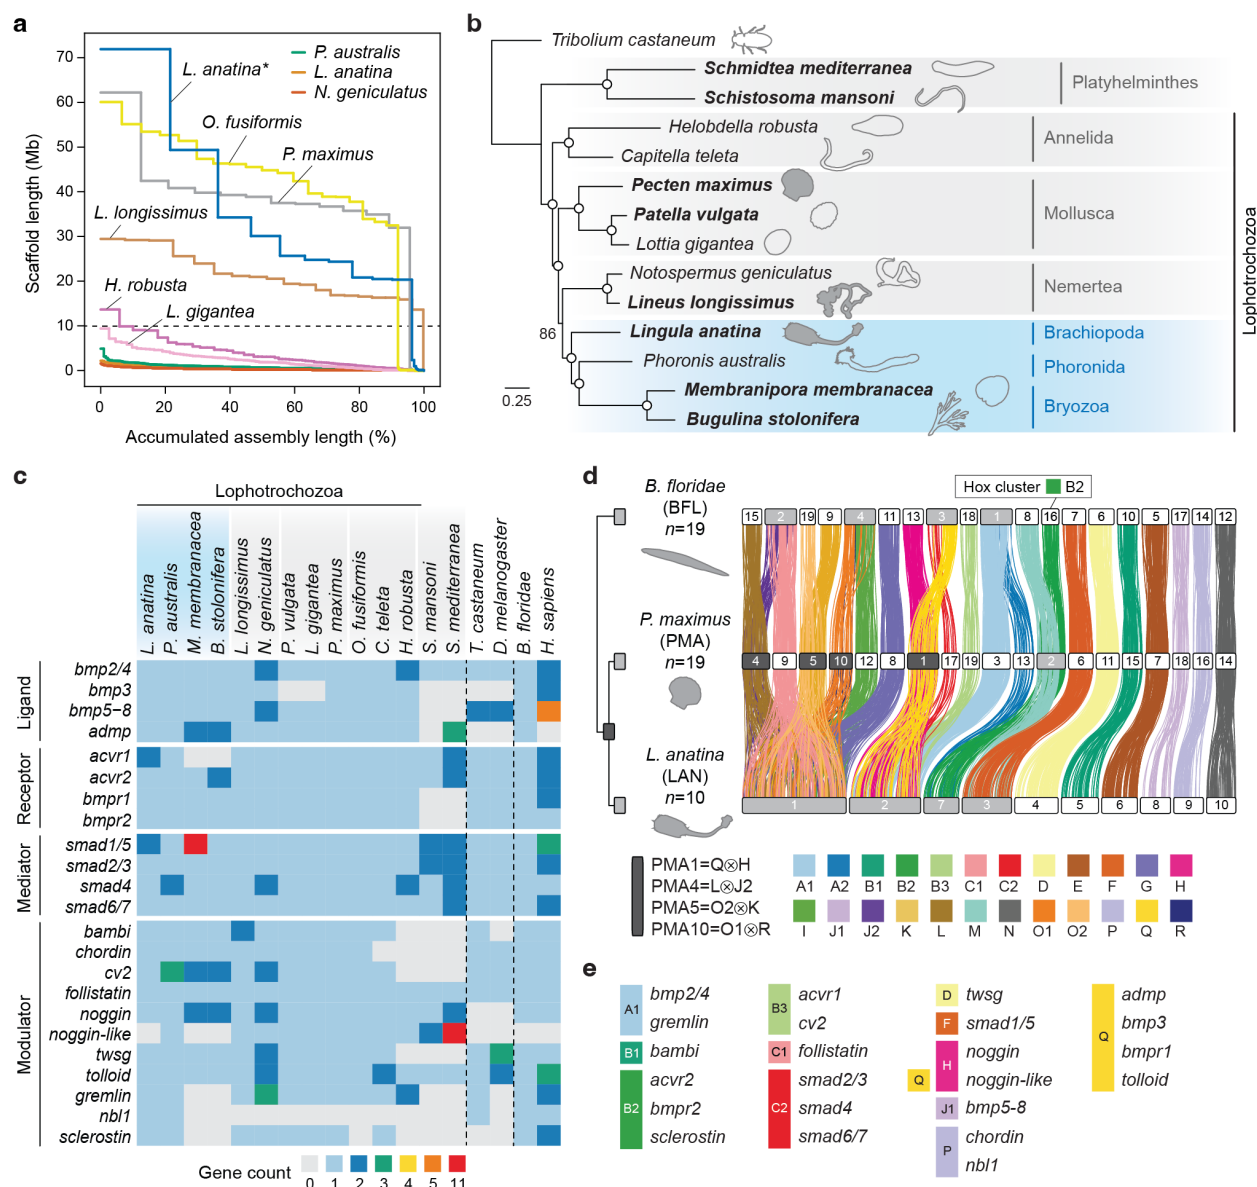 a
Scaffold length (Mb)
70
60
50
40
30
20
10
0
P. australis
L. anatina
N. geniculatus
L. anatina*
O. fusiformis
P. maximus
L. longissimus
H. robusta
L. gigantea
0 20 40 60 80 100
Accumulated assembly length (%)
b
Tribolium castaneum
Schmidtea mediterranea
Schistosoma mansoni
Platyhelminthes
Helobdella robusta
Capitella teleta
Annelida
Pecten maximus
Patella vulgata
Lottia gigantea
Mollusca
Notospermus geniculatus
Lineus longissimus
Nemertea
86
Lingula anatina
Brachiopoda
Phoronis australis
Phoronida
Membranipora membranacea
Bugulina stolonifera
Bryozoa
0.25
Lophotrochozoa
c
Lophotrochozoa
L. anatina
P. australis
M. membranacea
B. stolonifera
L. longissimus
N. geniculatus
P. vulgata
L. gigantea
P. maximus
O. fusiformis
C. teleta
H. robusta
S. mansoni
S. mediterranea
T. castaneum
D. melanogaster
B. floridae
H. sapiens
Ligand
bmp2/4
bmp3
bmp5–8
admp
Receptor
acvr1
acvr2
bmpr1
bmpr2
Mediator
smad1/5
smad2/3
smad4
smad6/7
Modulator
bambi
chordin
cv2
follistatin
noggin
noggin-like
twsg
tolloid
gremlin
nbl1
sclerostin
Gene count
0 1 2 3 4 5 11
d
Hox cluster B2
B. floridae
(BFL)
n=19
15 2 19 9 4 11 13 3 18 1 8 16 7 6 10 5 17 14 12
P. maximus
(PMA)
n=19
4 9 5 10 12 8 1 17 19 3 13 2 6 11 15 7 18 16 14
L. anatina
(LAN)
n=10
1 2 7 3 4 5 6 8 9 10
PMA1=Q⊗H
PMA4=L⊗J2
PMA5=O2⊗K
PMA10=O1⊗R
A1 A2 B1 B2 B3 C1 C2 D E F G H
I J1 J2 K L M N O1 O2 P Q R
e
A1
bmp2/4
gremlin
B1
bambi
B2
acvr2
bmpr2
sclerostin
B3
acvr1
cv2
C1
follistatin
C2
smad2/3
smad4
smad6/7
D
twsg
F
smad1/5
Q
H
noggin
noggin-like
J1
bmp5-8
P
chordin
nbl1
Q
admp
bmp3
bmpr1
tolloid